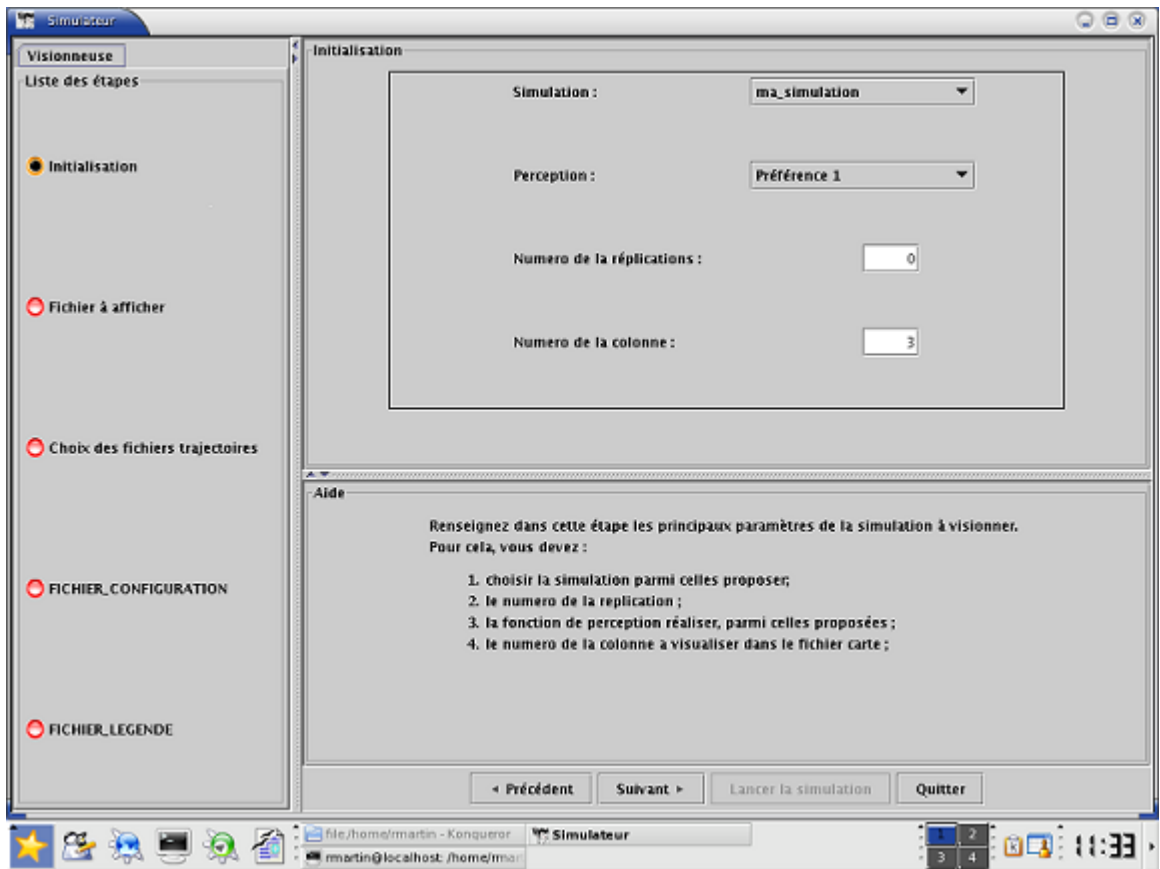 Simulateur
Visionneuse
Liste des étapes
Initialisation
Fichier à afficher
Choix des fichiers trajectoires
FICHIER_CONFIGURATION
FICHIER_LEGENDE
Initialisation
Simulation :
ma_simulation
Perception :
Préférence 1
Numero de la réplications :
0
Numero de la colonne :
3
Aide
Renseignez dans cette étape les principaux paramètres de la simulation à visionner.
Pour cela, vous devez :
1. choisir la simulation parmi celles proposer;
2. le numero de la replication ;
3. la fonction de perception réaliser, parmi celles proposées ;
4. le numero de la colonne a visualiser dans le fichier carte ;
Précédent
Suivant
Lancer la simulation
Quitter
file:/home/rmartin - Konqueror
Simulateur
rmartin@localhost: /home/rmar
1 2
3 4
11:33